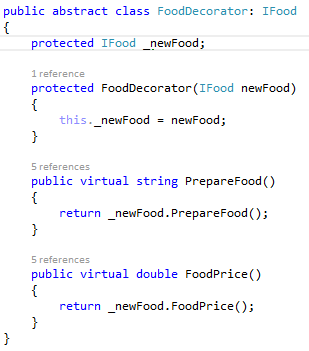 public abstract class FoodDecorator: IFood
{
protected IFood _newFood;
1 reference
protected FoodDecorator(IFood newFood)
{
this._newFood = newFood;
}
5 references
public virtual string PrepareFood()
{
return _newFood.PrepareFood();
}
5 references
public virtual double FoodPrice()
{
return _newFood.FoodPrice();
}
}